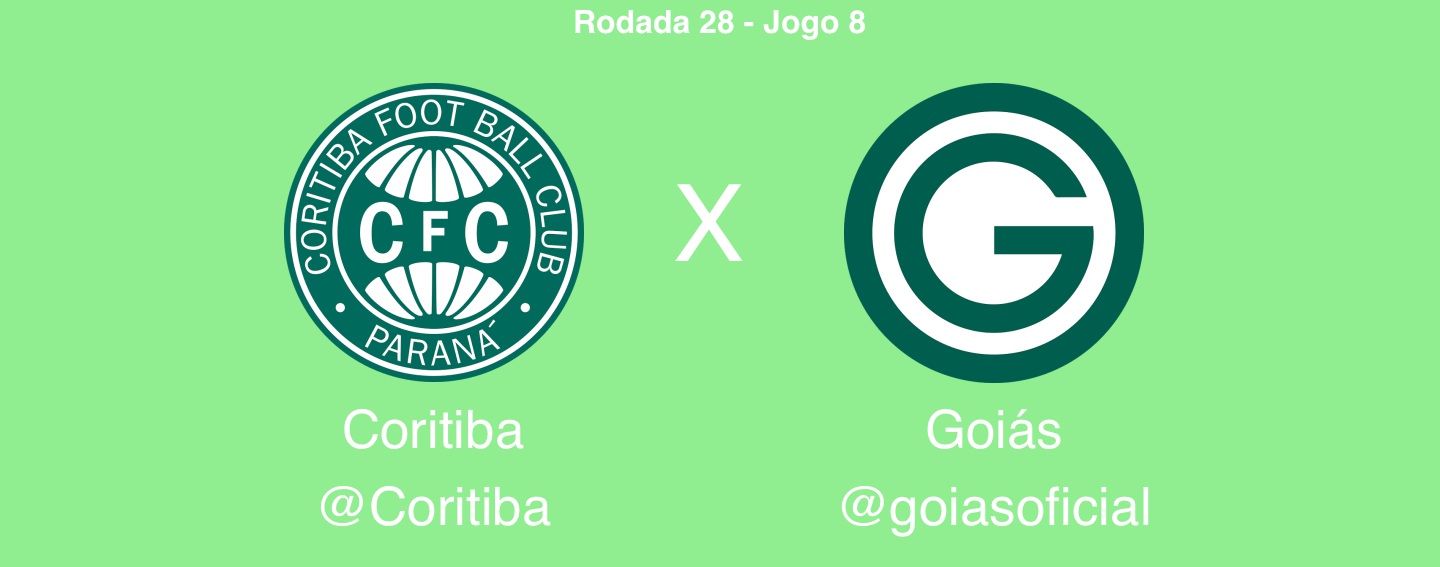 Rodada 28 - Jogo 8
CORITIBA FOOT BALL CLUB
CFC
PARANÁ
X
G
Coritiba
Goiás
@Coritiba
@goiasoficial